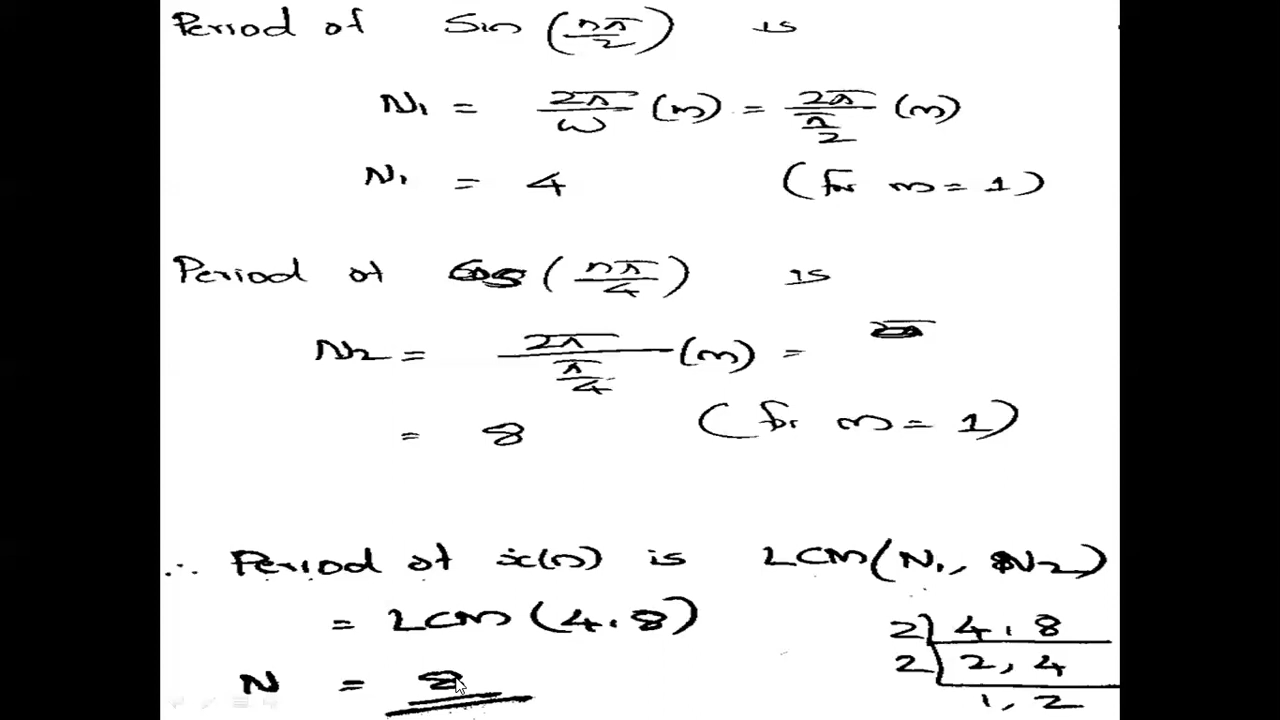 Period of Sin (nπ/2) is
N1 = 2π/ω (m) = 2π/(π/2) (m)
N1 = 4 (for m = 1)
Period of Cos (nπ/4) is
N2 = 2π/(π/4) (m) =
= 8 (for m = 1)
∴ Period of x(n) is LCM(N1, N2)
= LCM (4, 8)
2) 4, 8
2) 2, 4
1, 2
N = 8